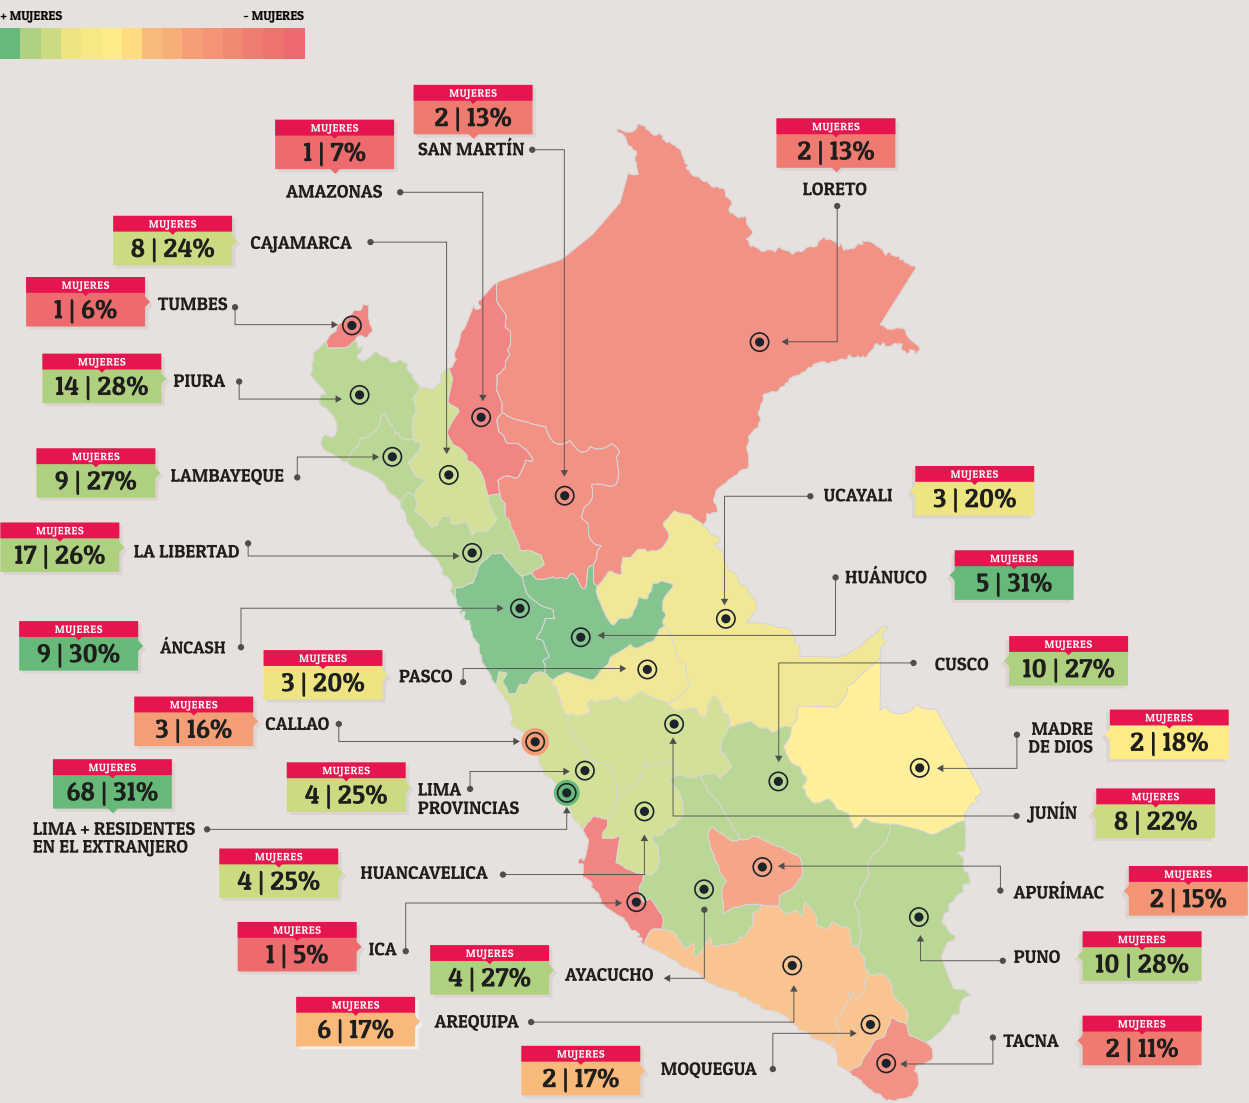 + MUJERES
- MUJERES
MUJERES
2 | 13%
SAN MARTÍN
MUJERES
1 | 7%
AMAZONAS
MUJERES
2 | 13%
LORETO
MUJERES
8 | 24%
CAJAMARCA
MUJERES
1 | 6%
TUMBES
MUJERES
14 | 28%
PIURA
MUJERES
9 | 27%
LAMBAYEQUE
MUJERES
3 | 20%
UCAYALI
MUJERES
17 | 26%
LA LIBERTAD
MUJERES
5 | 31%
HUÁNUCO
MUJERES
9 | 30%
ÁNCASH
MUJERES
10 | 27%
CUSCO
MUJERES
3 | 20%
PASCO
MUJERES
3 | 16%
CALLAO
MUJERES
2 | 18%
MADRE
DE DIOS
MUJERES
68 | 31%
LIMA + RESIDENTES
EN EL EXTRANJERO
MUJERES
4 | 25%
LIMA
PROVINCIAS
MUJERES
8 | 22%
JUNÍN
MUJERES
4 | 25%
HUANCAVELICA
MUJERES
2 | 15%
APURÍMAC
MUJERES
1 | 5%
ICA
MUJERES
4 | 27%
AYACUCHO
MUJERES
10 | 28%
PUNO
MUJERES
6 | 17%
AREQUIPA
MUJERES
2 | 11%
TACNA
MUJERES
2 | 17%
MOQUEGUA